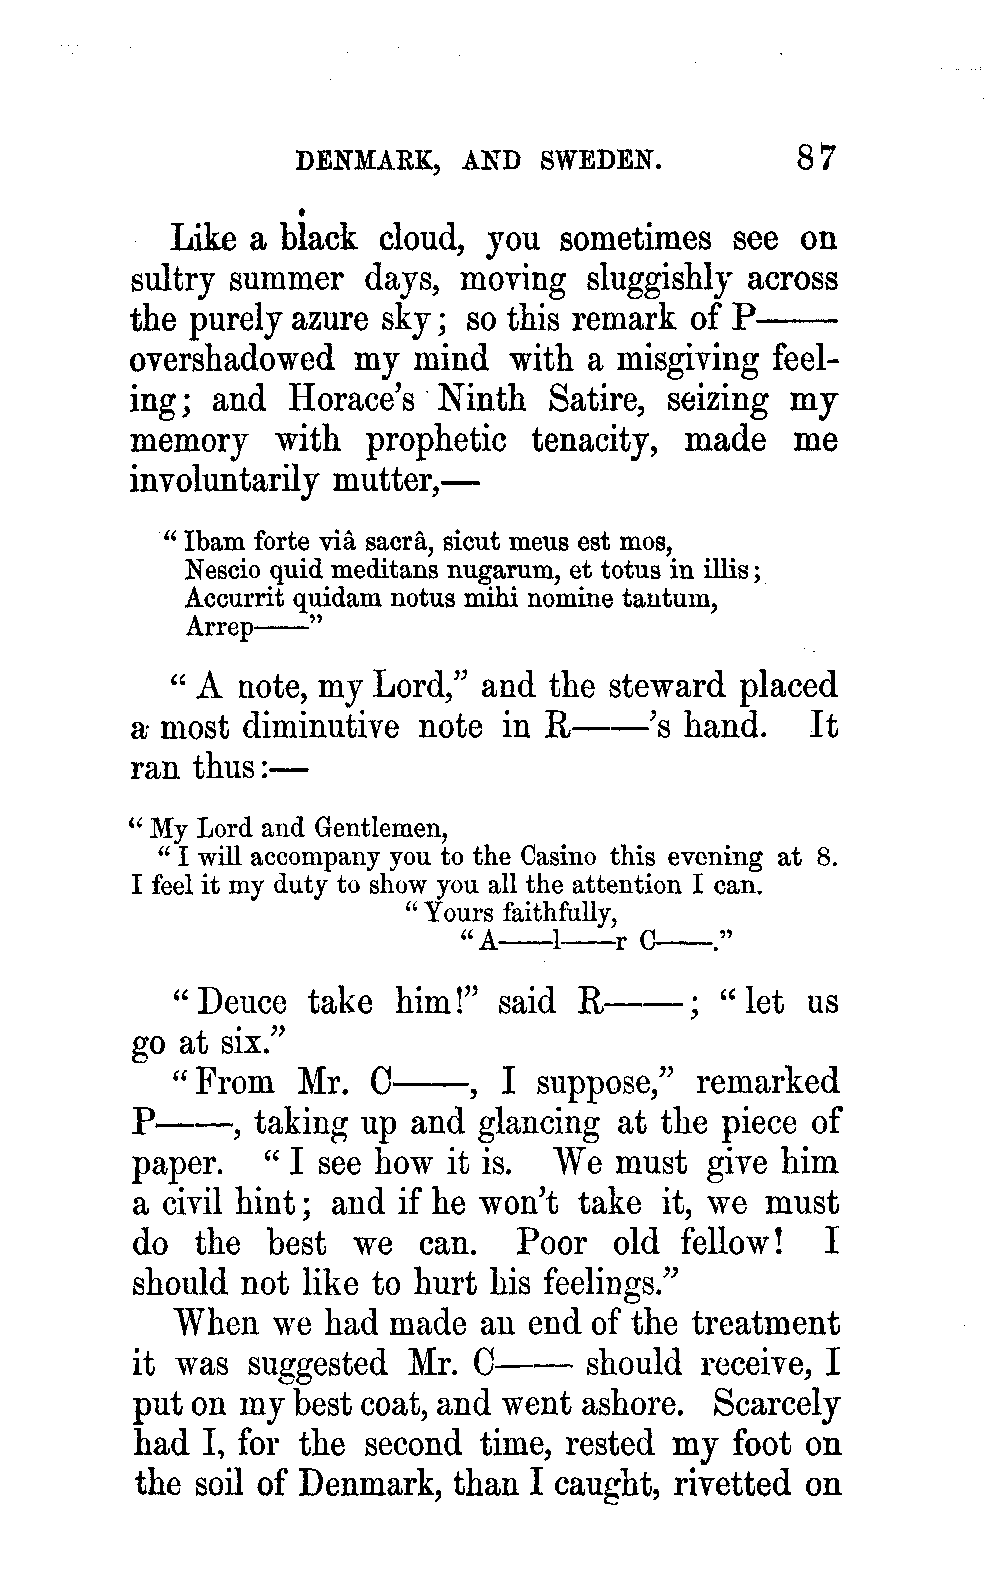 DENMARK, AND SWEDEN. 87
Like a black cloud, you sometimes see on
sultry summer days, moving sluggishly across
the purely azure sky; so this remark of P——
overshadowed my mind with a misgiving feel-
ing; and Horace's Ninth Satire, seizing my
memory with prophetic tenacity, made me
involuntarily mutter,—
"Ibam forte viâ sacrâ, sicut meus est mos,
Nescio quid meditans nugarum, et totus in illis;
Accurrit quidam notus mihi nomine tantum,
Arrep——"
"A note, my Lord," and the steward placed
a most diminutive note in R——'s hand. It
ran thus:—
"My Lord and Gentlemen,
"I will accompany you to the Casino this evening at 8.
I feel it my duty to show you all the attention I can.
"Yours faithfully,
"A——l——r C——."
"Deuce take him!" said R——; "let us
go at six."
"From Mr. C——, I suppose," remarked
P——, taking up and glancing at the piece of
paper. "I see how it is. We must give him
a civil hint; and if he won't take it, we must
do the best we can. Poor old fellow! I
should not like to hurt his feelings."
When we had made an end of the treatment
it was suggested Mr. C—— should receive, I
put on my best coat, and went ashore. Scarcely
had I, for the second time, rested my foot on
the soil of Denmark, than I caught, rivetted on